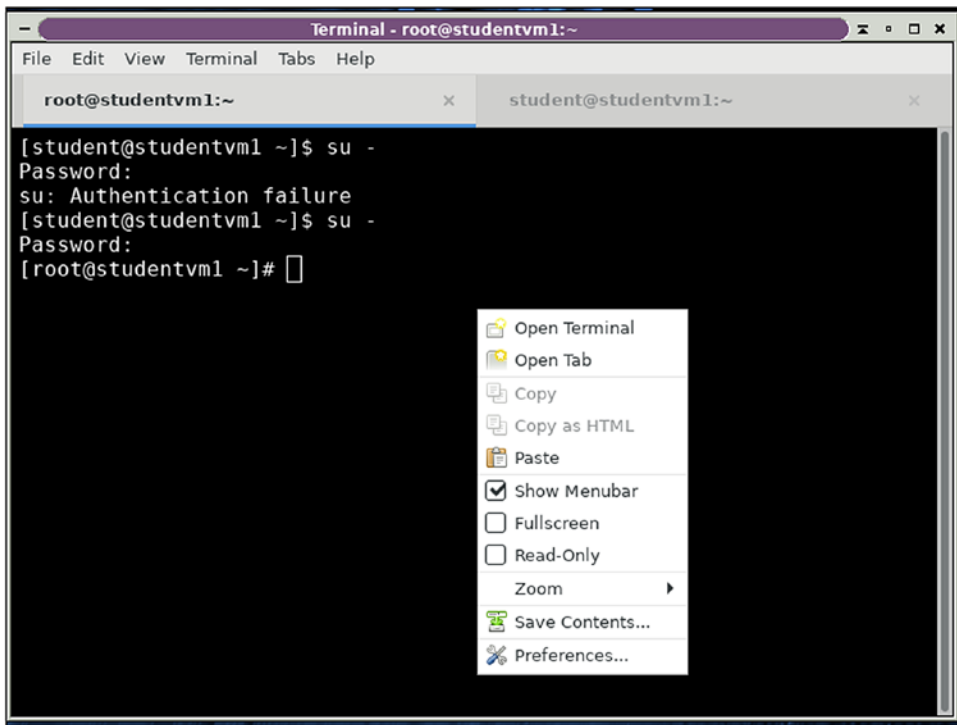 Terminal - root@studentvm1:~
File Edit View Terminal Tabs Help
root@studentvm1:~ student@studentvm1:~
[student@studentvm1 ~]$ su -
Password:
su: Authentication failure
[student@studentvm1 ~]$ su -
Password:
[root@studentvm1 ~]#
Open Terminal
Open Tab
Copy
Copy as HTML
Paste
Show Menubar
Fullscreen
Read-Only
Zoom
Save Contents...
Preferences...